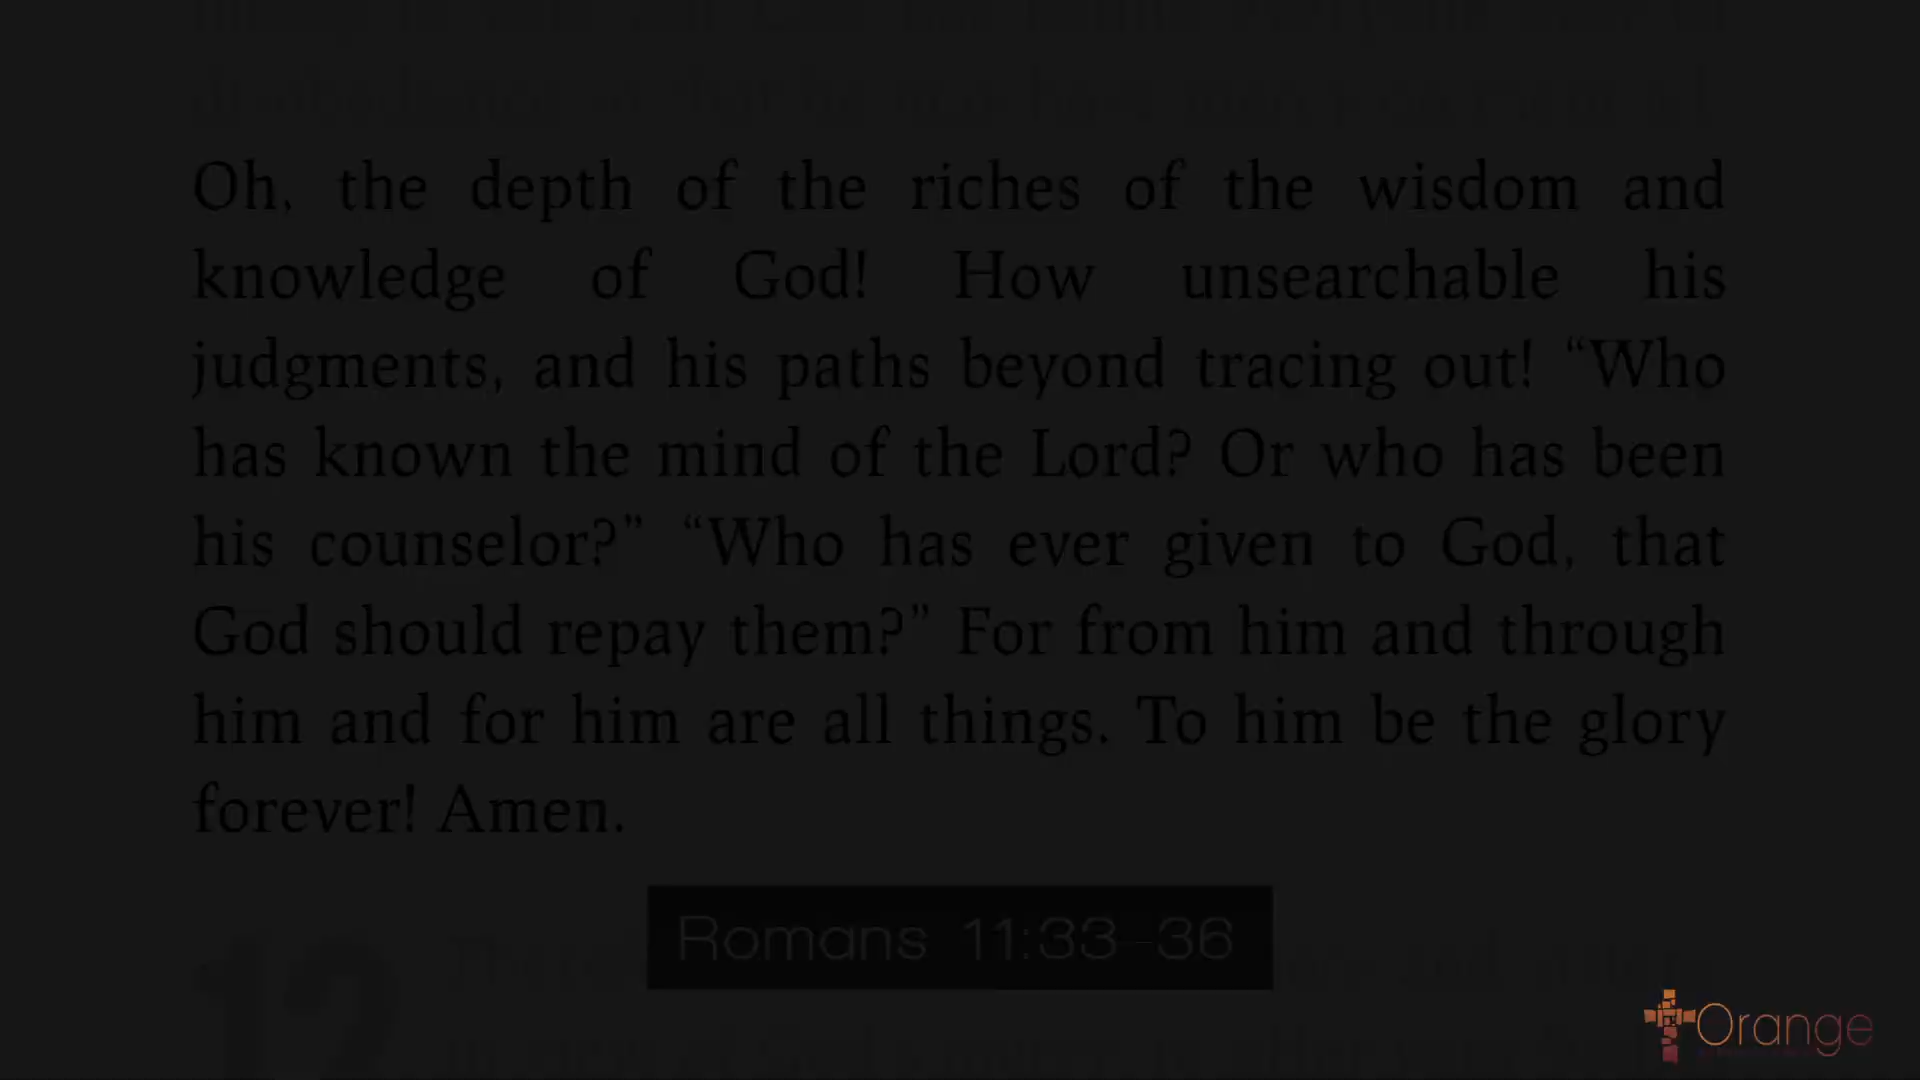 Oh, the depth of the riches of the wisdom and
knowledge of God! How unsearchable his
judgments, and his paths beyond tracing out! “Who
has known the mind of the Lord? Or who has been
his counselor?” “Who has ever given to God, that
God should repay them?” For from him and through
him and for him are all things. To him be the glory
forever! Amen.
Romans 11:33–36
12
Orange